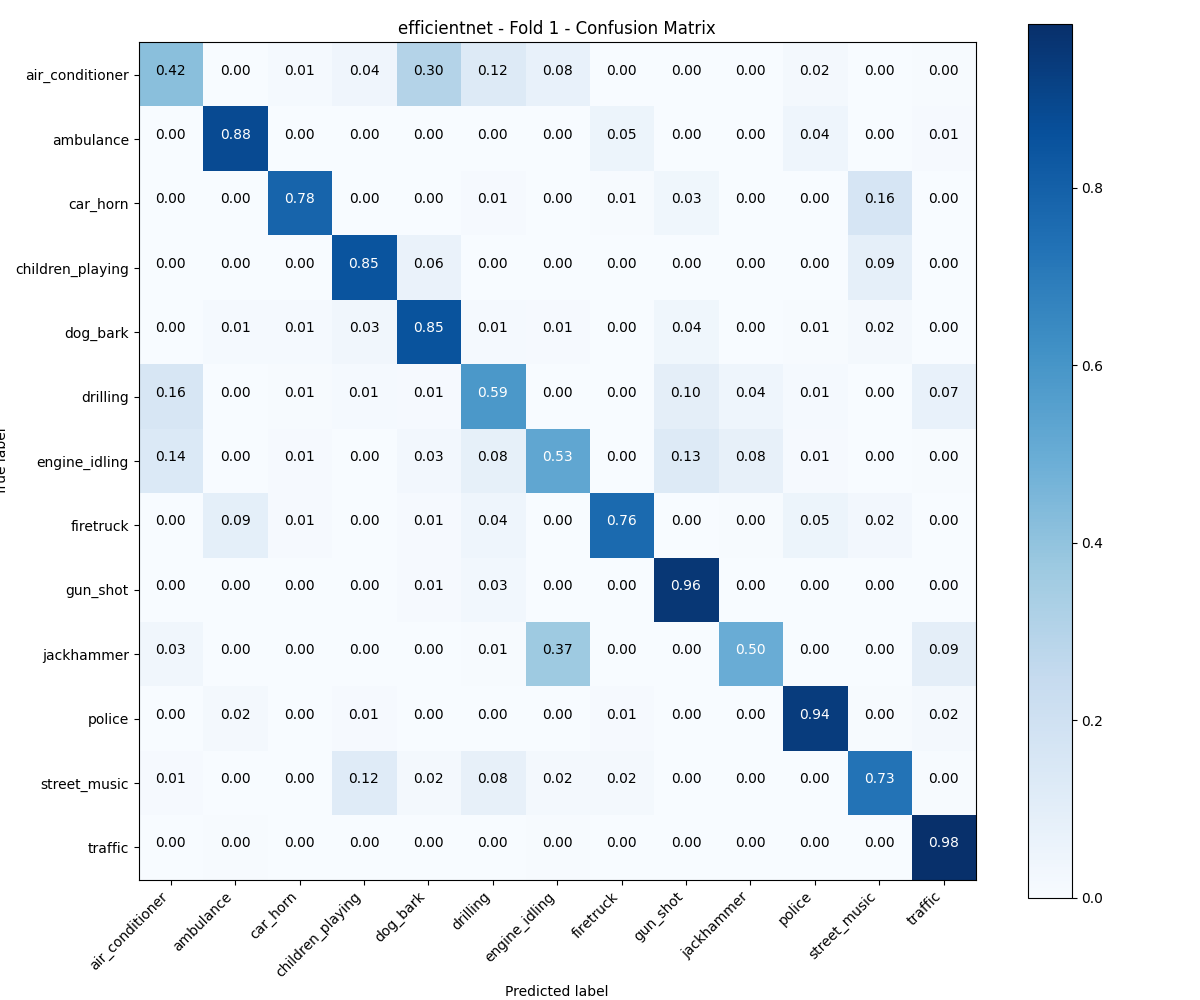 efficientnet - Fold 1 - Confusion Matrix
air_conditioner 0.42 0.00 0.01 0.04 0.30 0.12 0.08 0.00 0.00 0.00 0.02 0.00 0.00
ambulance 0.00 0.88 0.00 0.00 0.00 0.00 0.00 0.05 0.00 0.00 0.04 0.00 0.01
car_horn 0.00 0.00 0.78 0.00 0.00 0.01 0.00 0.01 0.03 0.00 0.00 0.16 0.00
children_playing 0.00 0.00 0.00 0.85 0.06 0.00 0.00 0.00 0.00 0.00 0.00 0.09 0.00
dog_bark 0.00 0.01 0.01 0.03 0.85 0.01 0.01 0.00 0.04 0.00 0.01 0.02 0.00
drilling 0.16 0.00 0.01 0.01 0.01 0.59 0.00 0.00 0.10 0.04 0.01 0.00 0.07
engine_idling 0.14 0.00 0.01 0.00 0.03 0.08 0.53 0.00 0.13 0.08 0.01 0.00 0.00
firetruck 0.00 0.09 0.01 0.00 0.01 0.04 0.00 0.76 0.00 0.00 0.05 0.02 0.00
gun_shot 0.00 0.00 0.00 0.00 0.01 0.03 0.00 0.00 0.96 0.00 0.00 0.00 0.00
jackhammer 0.03 0.00 0.00 0.00 0.00 0.01 0.37 0.00 0.00 0.50 0.00 0.00 0.09
police 0.00 0.02 0.00 0.01 0.00 0.00 0.00 0.01 0.00 0.00 0.94 0.00 0.02
street_music 0.01 0.00 0.00 0.12 0.02 0.08 0.02 0.02 0.00 0.00 0.00 0.73 0.00
traffic 0.00 0.00 0.00 0.00 0.00 0.00 0.00 0.00 0.00 0.00 0.00 0.00 0.98
air_conditioner ambulance car_horn children_playing dog_bark drilling engine_idling firetruck gun_shot jackhammer police street_music traffic
Predicted label
label
0.8
0.6
0.4
0.2
0.0